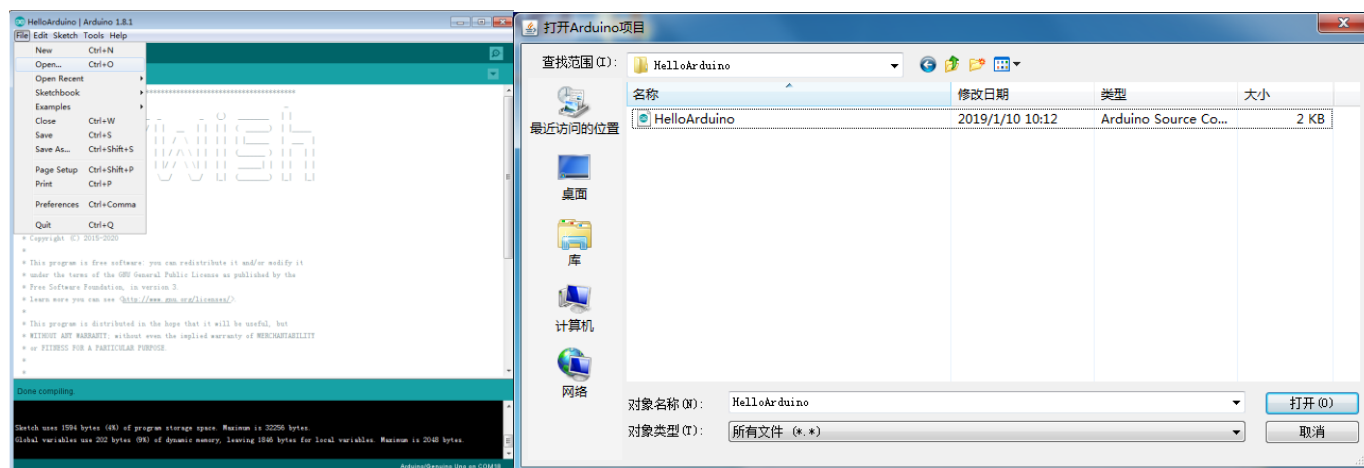 HelloArduino | Arduino 1.8.1
File Edit Sketch Tools Help
New Ctrl+N
Open... Ctrl+O
Open Recent
Sketchbook
Examples
Close Ctrl+W
Save Ctrl+S
Save As... Ctrl+Shift+S
Page Setup Ctrl+Shift+P
Print Ctrl+P
Preferences Ctrl+Comma
Quit Ctrl+Q
* Copyright (C) 2015-2020
*
* This program is free software: you can redistribute it and/or modify it
* under the terms of the GNU General Public License as published by the
* Free Software Foundation, in version 3.
* Learn more you can see <http://www.gnu.org/licenses/>.
*
* This program is distributed in the hope that it will be useful, but
* WITHOUT ANY WARRANTY; without even the implied warranty of MERCHANTABILITY
* or FITNESS FOR A PARTICULAR PURPOSE.
*
Done compiling.
Sketch uses 1594 bytes (4%) of program storage space. Maximum is 32256 bytes.
Global variables use 202 bytes (9%) of dynamic memory, leaving 1846 bytes for local variables. Maximum is 2048 bytes.
Arduino/Genuino Uno on COM18
打开Arduino项目
查找范围(I): HelloArduino
名称 修改日期 类型 大小
HelloArduino 2019/1/10 10:12 Arduino Source Co... 2 KB
最近访问的位置
桌面
库
计算机
网络
对象名称(N): HelloArduino 打开(O)
对象类型(T): 所有文件 (*.*) 取消